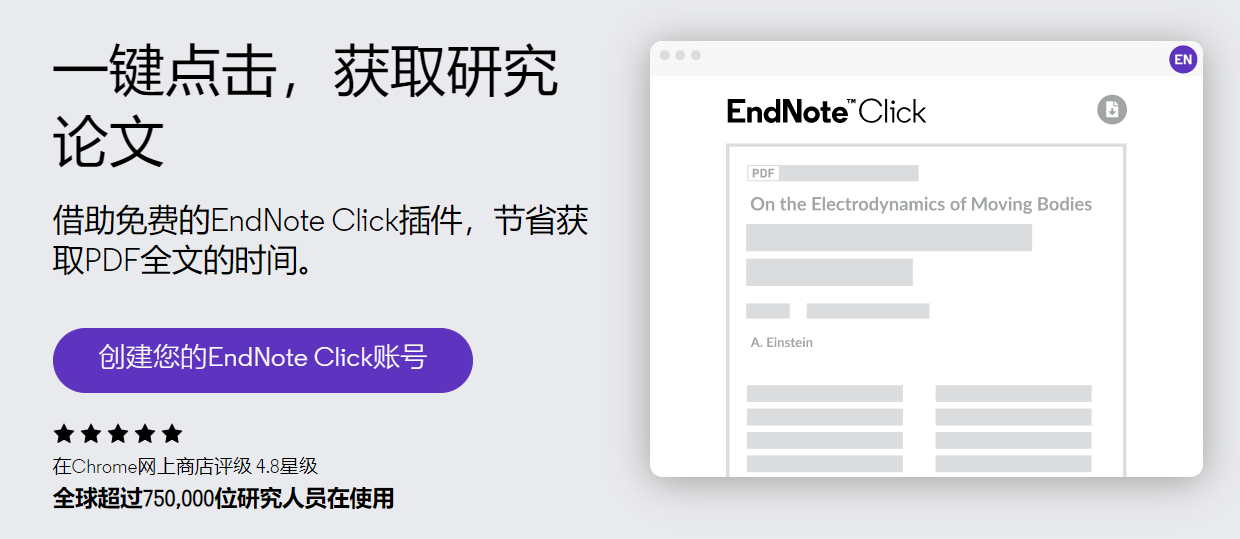 一键点击，获取研究
论文
借助免费的EndNote Click插件，节省获
取PDF全文的时间。
创建您的EndNote Click账号
在Chrome网上商店评级 4.8星级
全球超过750,000位研究人员在使用
EN
EndNote™ Click
PDF
On the Electrodynamics of Moving Bodies
A. Einstein